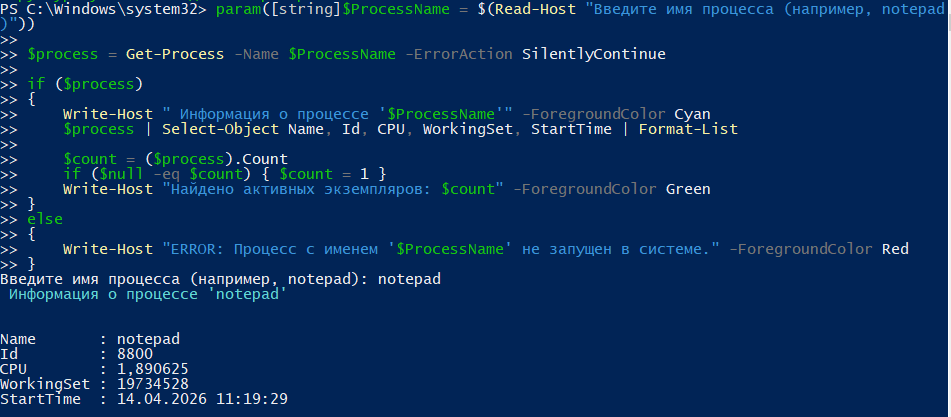 PS C:\Windows\system32> param([string]$ProcessName = $(Read-Host "Введите имя процесса (например, notepad
)"))
>>
>> $process = Get-Process -Name $ProcessName -ErrorAction SilentlyContinue
>>
>> if ($process)
>> {
>>     Write-Host " Информация о процессе '$ProcessName'" -ForegroundColor Cyan
>>     $process | Select-Object Name, Id, CPU, WorkingSet, StartTime | Format-List
>>
>>     $count = ($process).Count
>>     if ($null -eq $count) { $count = 1 }
>>     Write-Host "Найдено активных экземпляров: $count" -ForegroundColor Green
>> }
>> else
>> {
>>     Write-Host "ERROR: Процесс с именем '$ProcessName' не запущен в системе." -ForegroundColor Red
>> }
Введите имя процесса (например, notepad): notepad
 Информация о процессе 'notepad'
Name       : notepad
Id         : 8800
CPU        : 1,890625
WorkingSet : 19734528
StartTime  : 14.04.2026 11:19:29